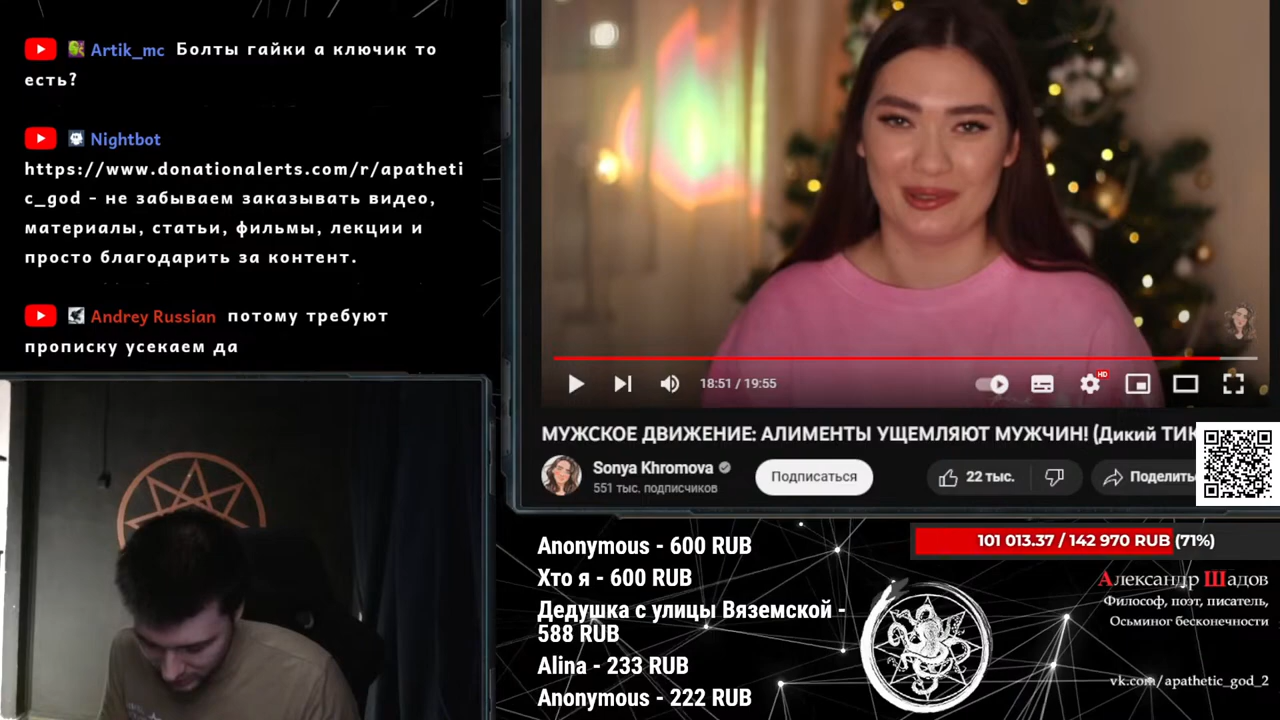 Artik_mc Болты гайки а ключик то
есть?
Nightbot
https://www.donationalerts.com/r/apatheti
c_god - не забываем заказывать видео,
материалы, статьи, фильмы, лекции и
просто благодарить за контент.
Andrey Russian потому требуют
прописку усекаем да
18:51 / 19:55
HD
МУЖСКОЕ ДВИЖЕНИЕ: АЛИМЕНТЫ УЩЕМЛЯЮТ МУЖЧИН! (Дикий ТИК
Sonya Khromova
551 тыс. подписчиков
Подписаться
22 тыс.
Поделить
Anonymous - 600 RUB
Хто я - 600 RUB
Дедушка с улицы Вяземской -
588 RUB
Alina - 233 RUB
Anonymous - 222 RUB
101 013.37 / 142 970 RUB (71%)
Александр Шадов
Философ, поэт, писатель,
Осьминог бесконечности
vk.com/apathetic_god_2